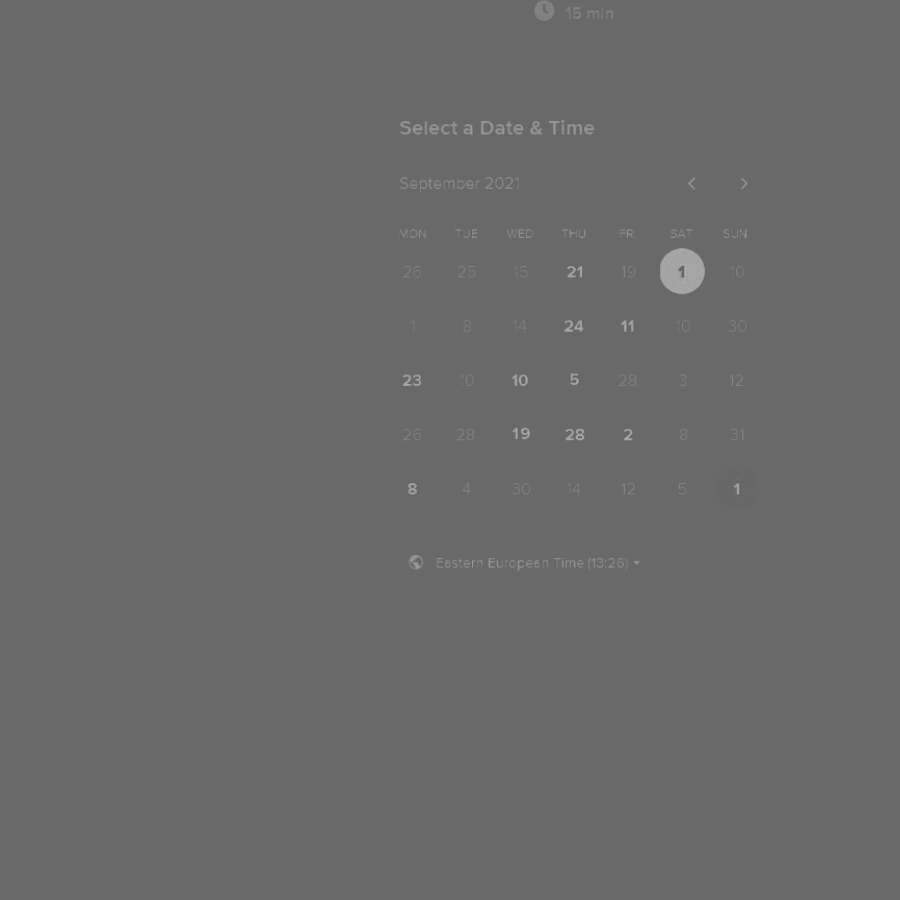 15 min
Select a Date & Time
September 2021
MON TUE WED THU FRI SAT SUN
26 25 15 21 19 1 10
1 8 14 24 11 10 30
23 10 10 5 28 3 12
26 28 19 28 2 8 31
8 4 30 14 12 5 1
Eastern European Time (13:26)